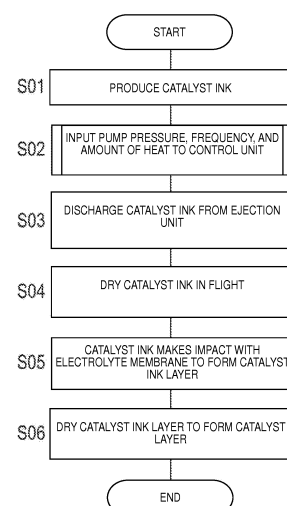 START
S01
PRODUCE CATALYST INK
S02
INPUT PUMP PRESSURE, FREQUENCY, AND
AMOUNT OF HEAT TO CONTROL UNIT
S03
DISCHARGE CATALYST INK FROM EJECTION
UNIT
S04
DRY CATALYST INK IN FLIGHT
S05
CATALYST INK MAKES IMPACT WITH
ELECTROLYTE MEMBRANE TO FORM CATALYST
INK LAYER
S06
DRY CATALYST INK LAYER TO FORM CATALYST
LAYER
END